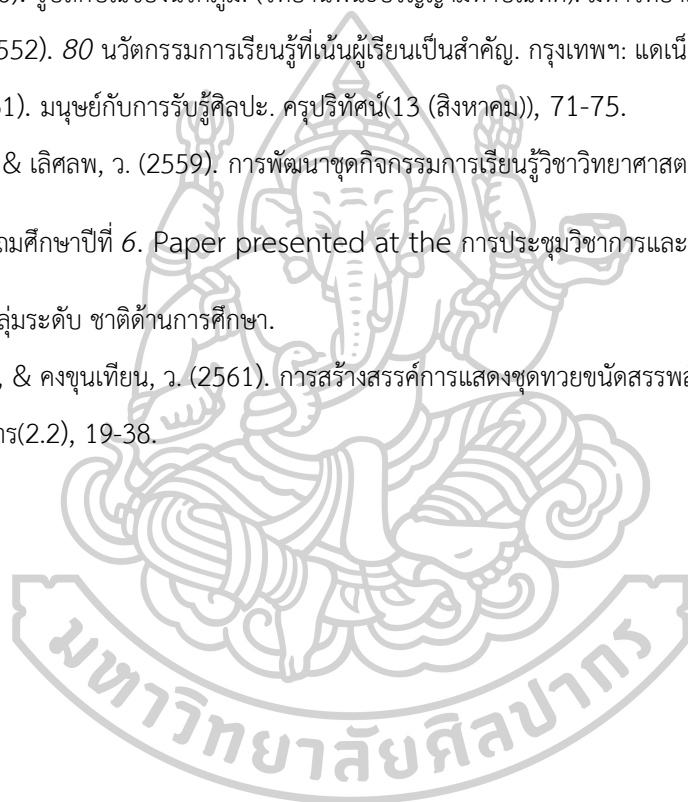 552). 80 นวัตกรรมการเรียนรู้ที่เน้นผู้เรียนเป็นสำคัญ. กรุงเทพฯ: แดเน็
1). มนุษย์กับการรับรู้ศิลปะ. ครุปริทัศน์(13 (สิงหาคม)), 71-75.
& เลิศลพ, ว. (2559). การพัฒนาชุดกิจกรรมการเรียนรู้วิชาวิทยาศาสต
ถมศึกษาปีที่ 6. Paper presented at the การประชุมวิชาการและ
ลุ่มระดับ ชาติด้านการศึกษา.
, & คงขุนเทียน, ว. (2561). การสร้างสรรค์การแสดงชุดทวยขนัดสรรพส
าร(2.2), 19-38.
มหาวิทยาลัยศิลปากร